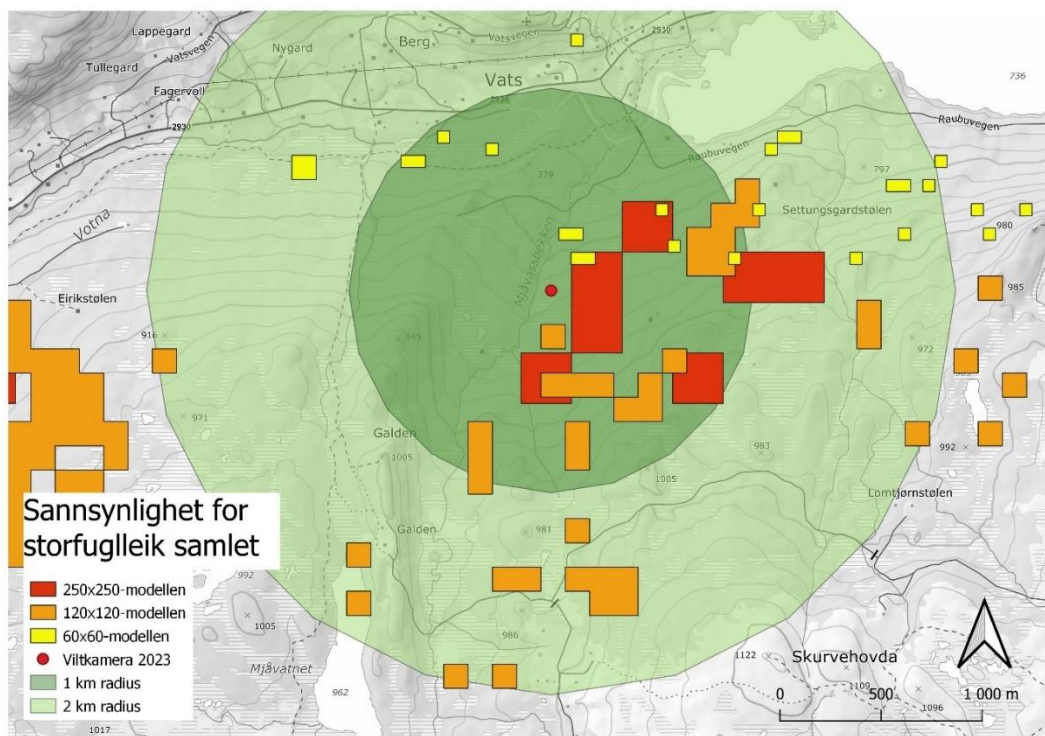 Lappegard
Vatsvegen
Tullegard
Nygard
Berg
Vatsvegen
2930
Fagervoll
Vats
2930
2930
736
Raubuvegen
Raubuvegen
797
779
Settungsgardstølen
980
Votna
Mjåvassbekken
Eirikstølen
985
916
949
972
971
Galden
1005
983
992
1005
Lomtjørnstølen
Galden
981
Sannsynlighet for
storfuglleik samlet
250x250-modellen
120x120-modellen
60x60-modellen
Viltkamera 2023
1 km radius
2 km radius
992
1005
986
Mjåvatnet
962
1017
1122
Skurvehovda
1109
1096
0 500 1 000 m